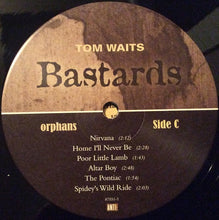 TOM WAITS
Bastards
orphans Side C
Nirvana (2:12)
Home I'll Never Be (2:28)
Poor Little Lamb (1:43)
Altar Boy (2:48)
The Pontiac (1:54)
Spidey's Wild Ride (2:03)
ANTI